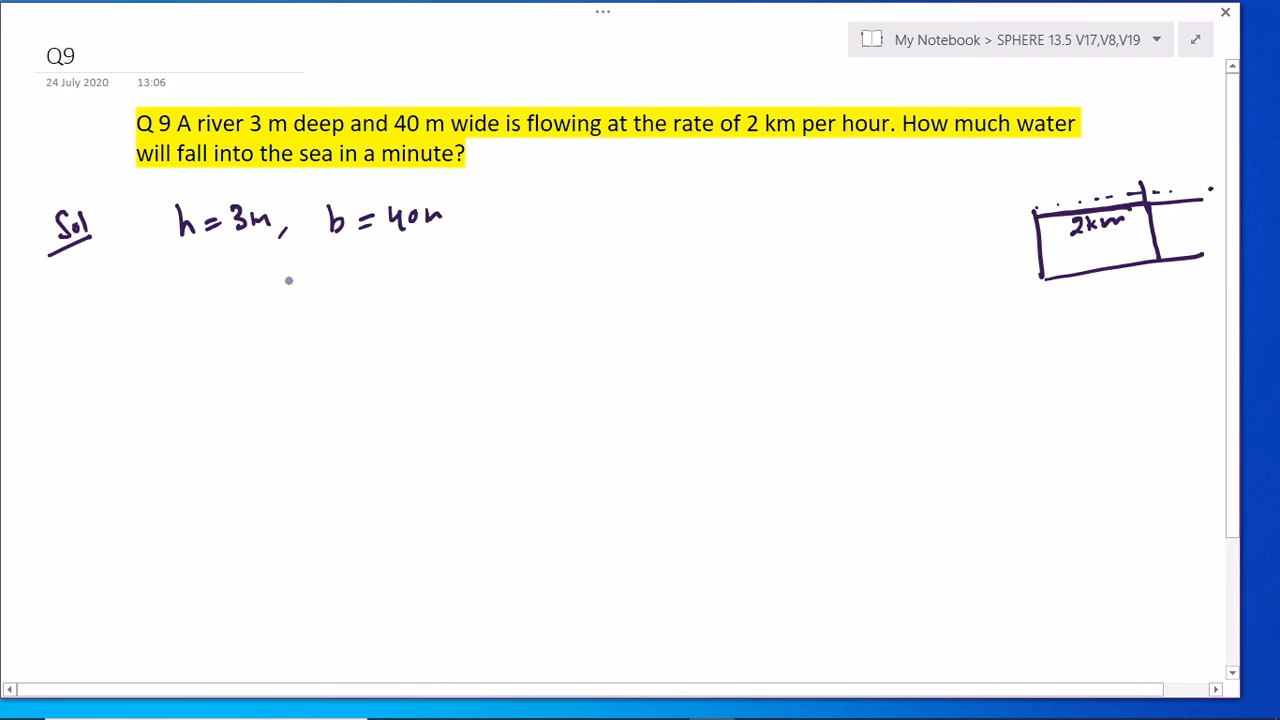 My Notebook > SPHERE 13.5 V17,V8,V19
Q9
24 July 2020 13:06
Q 9 A river 3 m deep and 40 m wide is flowing at the rate of 2 km per hour. How much water
will fall into the sea in a minute?
Sol h = 3m, b = 40m
2km